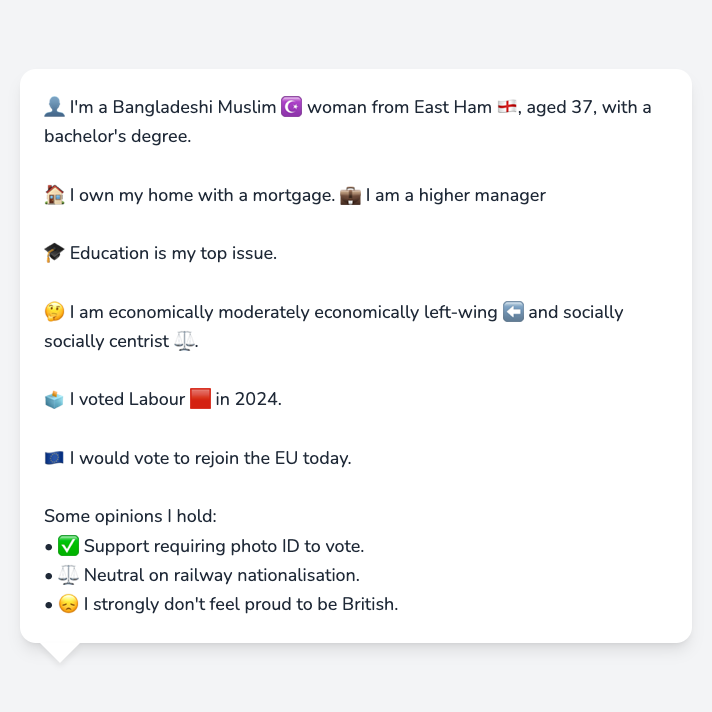 👤 I'm a Bangladeshi Muslim ☪️ woman from East Ham 🏴󠁧󠁢󠁥󠁮󠁧󠁿, aged 37, with a
bachelor's degree.
🏠 I own my home with a mortgage. 💼 I am a higher manager
🎓 Education is my top issue.
🤔 I am economically moderately economically left-wing ⬅️ and socially
socially centrist ⚖️.
🗳️ I voted Labour 🟥 in 2024.
🇪🇺 I would vote to rejoin the EU today.
Some opinions I hold:
• ✅ Support requiring photo ID to vote.
• ⚖️ Neutral on railway nationalisation.
• 😞 I strongly don't feel proud to be British.